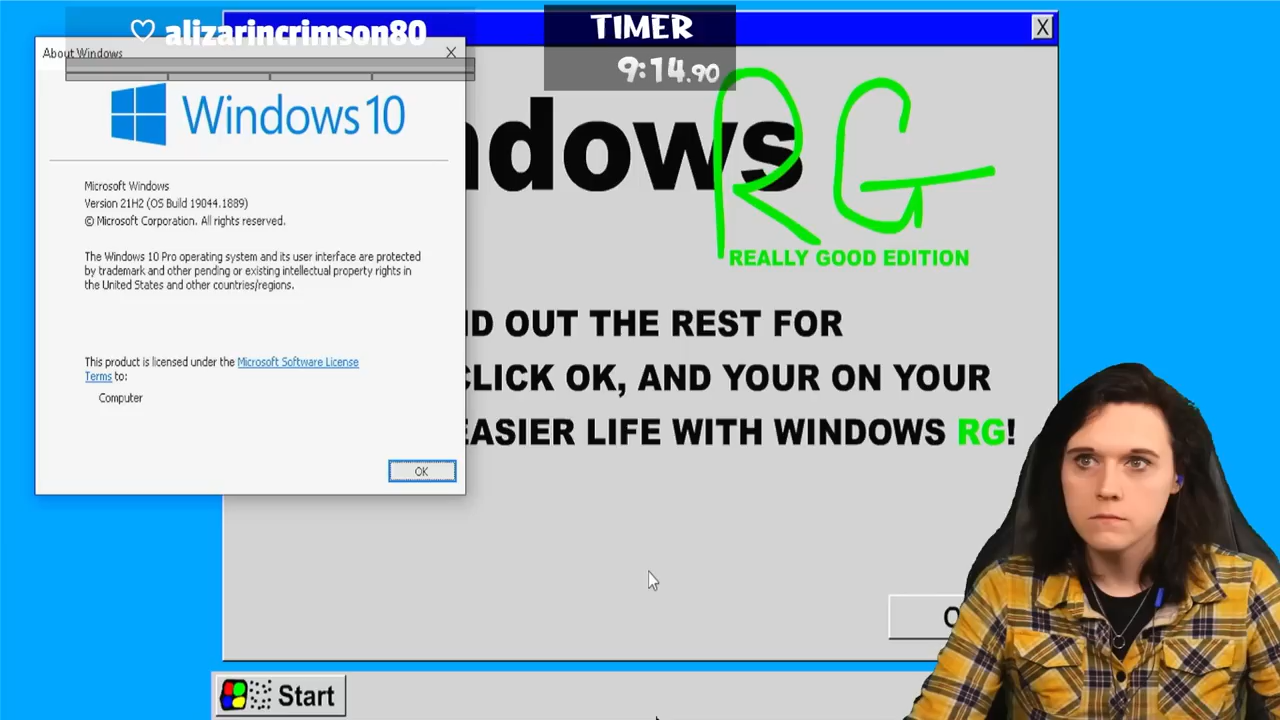 ♡ alizarincrimson80
TIMER
9:14.90
X
About Windows
Windows 10
Microsoft Windows
Version 21H2 (OS Build 19044.1889)
© Microsoft Corporation. All rights reserved.
The Windows 10 Pro operating system and its user interface are protected
by trademark and other pending or existing intellectual property rights in
the United States and other countries/regions.
This product is licensed under the Microsoft Software License
Terms to:
Computer
OK
ndows RG
REALLY GOOD EDITION
ID OUT THE REST FOR
CLICK OK, AND YOUR ON YOUR
EASIER LIFE WITH WINDOWS RG!
O
Start